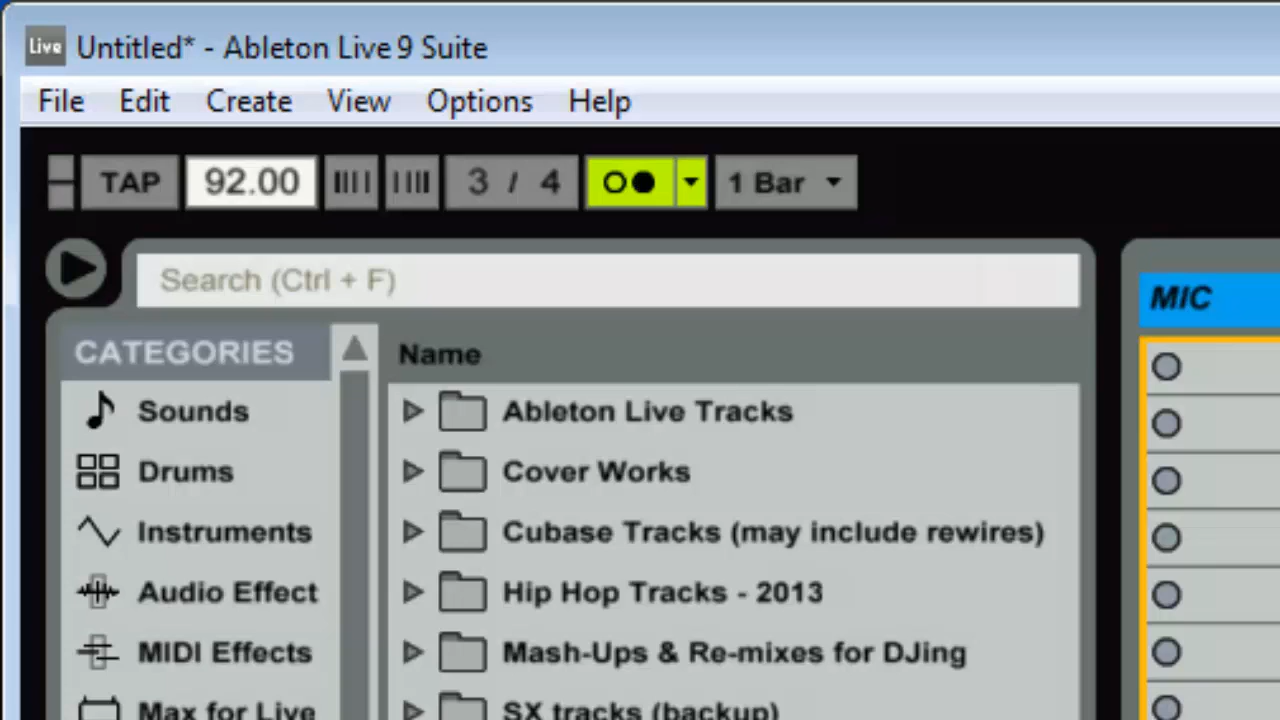 Live Untitled* - Ableton Live 9 Suite
File Edit Create View Options Help
TAP 92.00 3 / 4 1 Bar
Search (Ctrl + F)
MIC
CATEGORIES Name
Sounds Ableton Live Tracks
Drums Cover Works
Instruments Cubase Tracks (may include rewires)
Audio Effect Hip Hop Tracks - 2013
MIDI Effects Mash-Ups & Re-mixes for DJing
Max for Live SX tracks (backup)